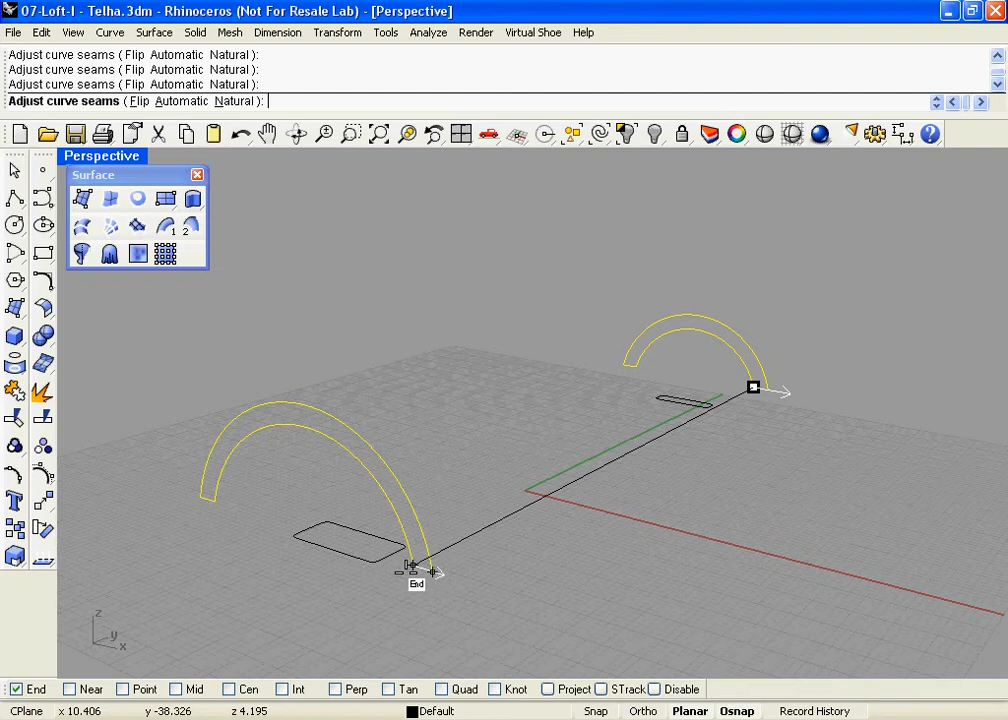 07-Loft-I - Telha.3dm - Rhinoceros (Not For Resale Lab) - [Perspective]
File Edit View Curve Surface Solid Mesh Dimension Transform Tools Analyze Render Virtual Shoe Help
Adjust curve seams ( Flip Automatic Natural ):
Adjust curve seams ( Flip Automatic Natural ):
Adjust curve seams ( Flip Automatic Natural ):
Adjust curve seams ( Flip Automatic Natural ):
Perspective
Surface
1 2
T
End
z
y
x
End Near Point Mid Cen Int Perp Tan Quad Knot Project STrack Disable
CPlane x 10.406 y -38.326 z 4.195 Default Snap Ortho Planar Osnap Record History